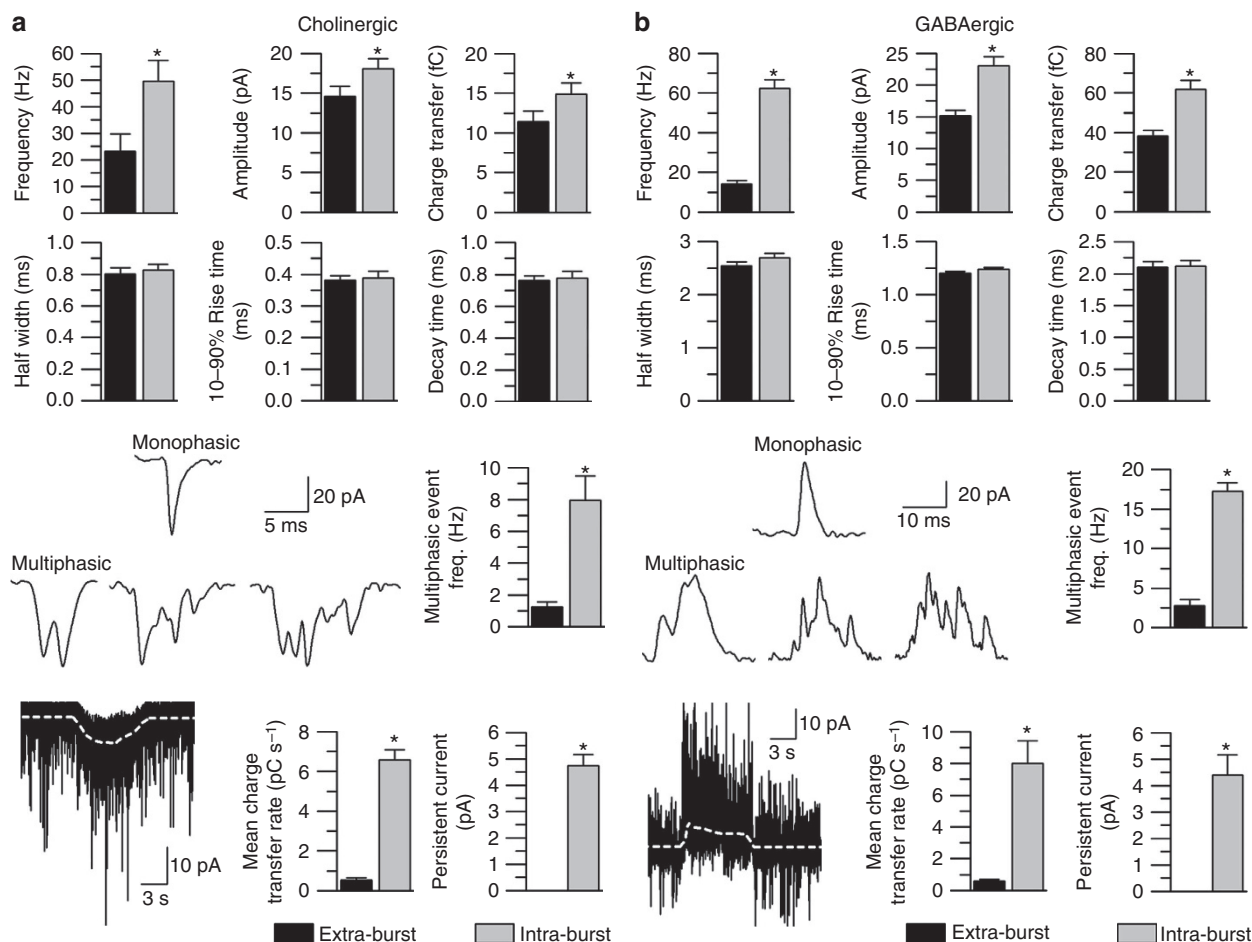 a
Cholinergic
Frequency (Hz)
60
50
40
30
20
10
0
*
Amplitude (pA)
20
15
10
5
0
*
Charge transfer (fC)
20
15
10
5
0
*
Half width (ms)
1.0
0.8
0.6
0.4
0.2
0.0
10–90% Rise time
(ms)
0.5
0.4
0.3
0.2
0.1
0.0
Decay time (ms)
1.0
0.8
0.6
0.4
0.2
0.0
Monophasic
20 pA
5 ms
Multiphasic
Multiphasic event
freq. (Hz)
10
8
6
4
2
0
*
10 pA
3 s
Mean charge
transfer rate (pC s⁻¹)
8
6
4
2
0
*
Persistent current
(pA)
6
5
4
3
2
1
0
*
Extra-burst
Intra-burst
b
GABAergic
Frequency (Hz)
80
60
40
20
0
*
Amplitude (pA)
25
20
15
10
5
0
*
Charge transfer (fC)
80
60
40
20
0
*
Half width (ms)
3
2
1
0
10–90% Rise time
(ms)
1.5
1.0
0.5
0.0
Decay time (ms)
2.5
2.0
1.5
1.0
0.5
0.0
Monophasic
20 pA
10 ms
Multiphasic
Multiphasic event
freq. (Hz)
20
15
10
5
0
*
10 pA
3 s
Mean charge
transfer rate (pC s⁻¹)
10
8
6
4
2
0
*
Persistent current
(pA)
6
5
4
3
2
1
0
*
Extra-burst
Intra-burst